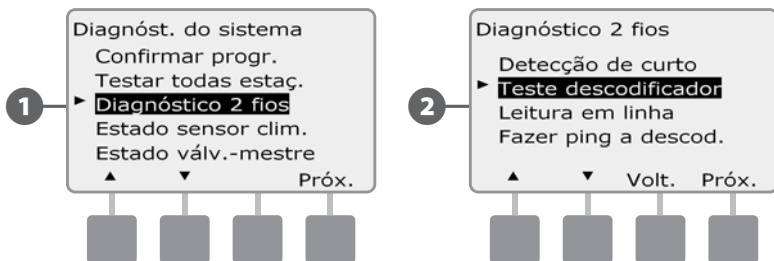 1
Diagnóst. do sistema
Confirmar progr.
Testar todas estaç.
Diagnóstico 2 fios
Estado sensor clim.
Estado válv.-mestre
Próx.
2
Diagnóstico 2 fios
Detecção de curto
Teste descodificador
Leitura em linha
Fazer ping a descod.
Volt. Próx.